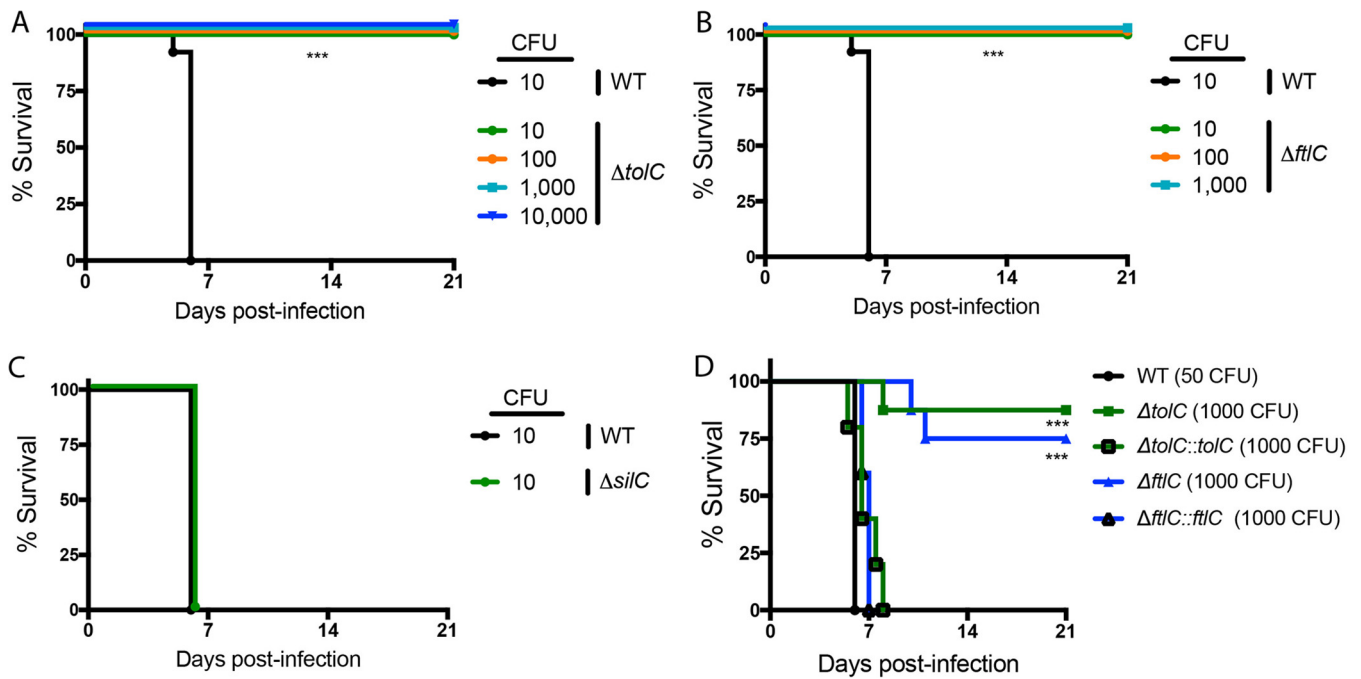 A
% Survival
100
75
50
25
0
0 7 14 21
Days post-infection
***
CFU
10 WT
10
100
1,000
10,000
ΔtolC
B
% Survival
100
75
50
25
0
0 7 14 21
Days post-infection
***
CFU
10 WT
10
100
1,000
ΔftlC
C
% Survival
100
75
50
25
0
0 7 14 21
Days post-infection
CFU
10 WT
10 ΔsilC
D
% Survival
100
75
50
25
0
0 7 14 21
Days post-infection
***
***
WT (50 CFU)
ΔtolC (1000 CFU)
ΔtolC::tolC (1000 CFU)
ΔftlC (1000 CFU)
ΔftlC::ftlC (1000 CFU)